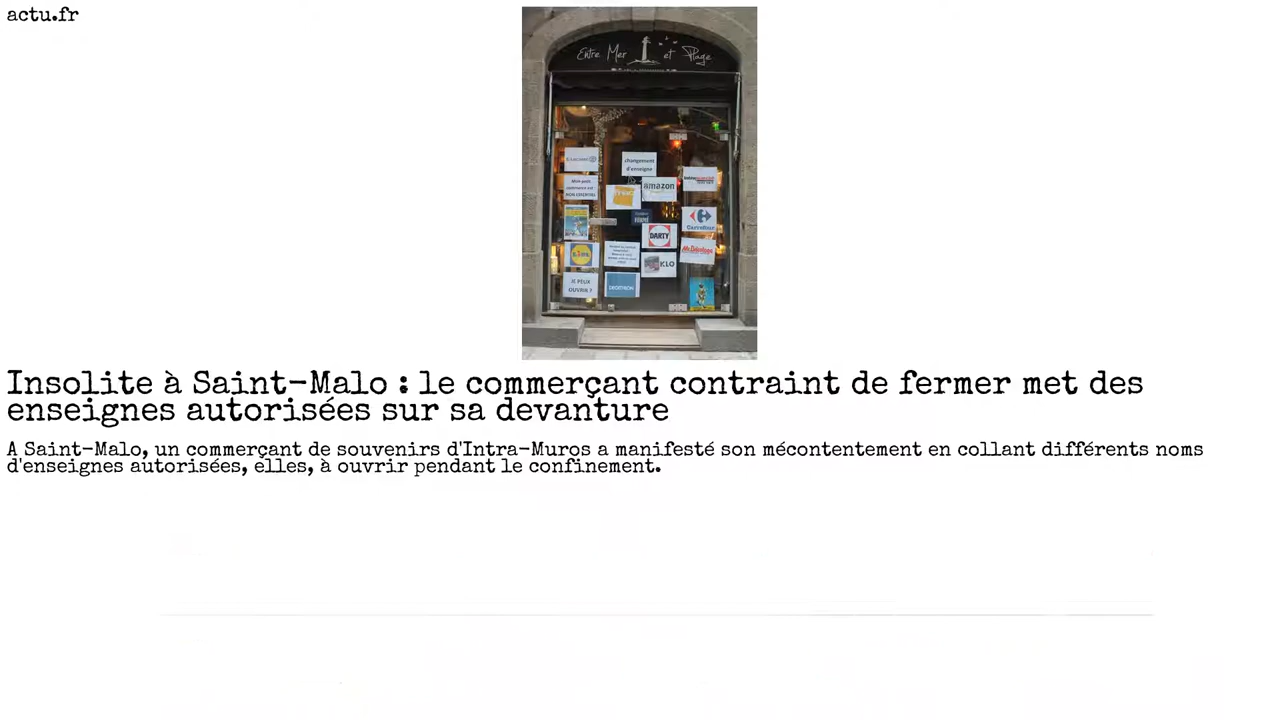 actu.fr
Entre Mer et Plage
changement
d'enseigne
amazon
Carrefour
DARTY
LIDL
JE PEUX
OUVRIR ?
DECATHLON
Insolite à Saint-Malo : le commerçant contraint de fermer met des
enseignes autorisées sur sa devanture
A Saint-Malo, un commerçant de souvenirs d'Intra-Muros a manifesté son mécontentement en collant différents noms
d'enseignes autorisées, elles, à ouvrir pendant le confinement.